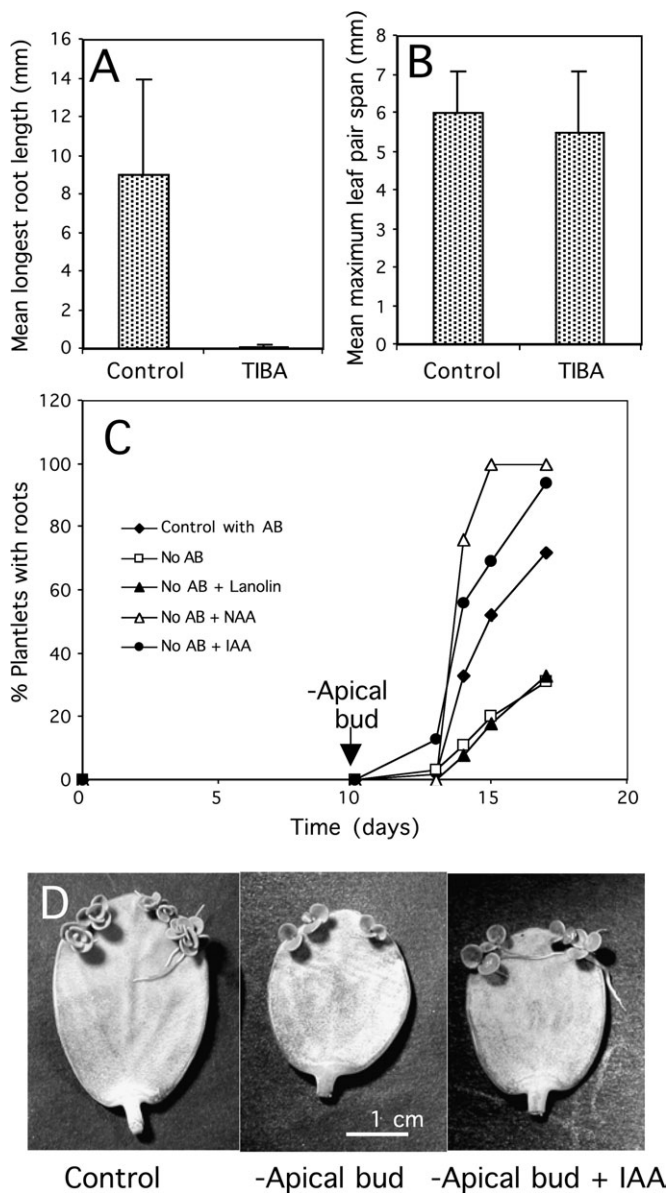 A
Mean longest root length (mm)
16
14
12
10
8
6
4
2
0
Control TIBA
B
Mean maximum leaf pair span (mm)
8
7
6
5
4
3
2
1
0
Control TIBA
C
% Plantlets with roots
120
100
80
60
40
20
0
Control with AB
No AB
No AB + Lanolin
No AB + NAA
No AB + IAA
-Apical
bud
0 5 10 15 20
Time (days)
D
1 cm
Control -Apical bud -Apical bud + IAA